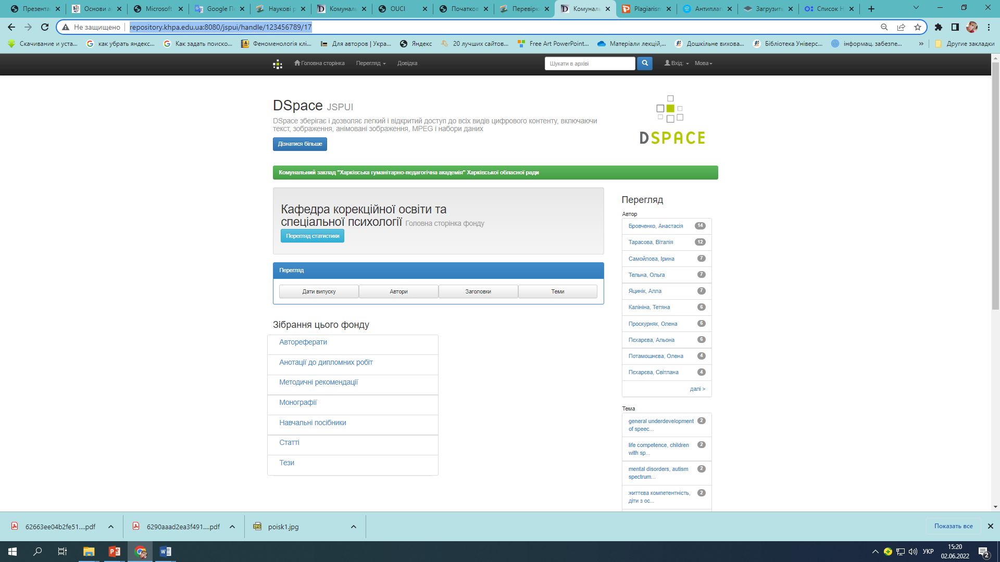 Презента
Основи а
Microsoft
Google П
Наукові р
Комуналь
OUCI
Початков
Перевірк
Комуналь
Plagiarism
Антиплаг
Загрузить
Список Н
Не защищено
repository.khpa.edu.ua:8080/jspui/handle/123456789/17
Скачивание и уста...
как убрать яндекс...
Как задать поиско...
Феноменологія клі...
Для авторов | Укра...
Яндекс
20 лучших сайтов...
Free Art PowerPoint...
Матеріали лекцій,...
Дошкільне вихова...
Бібліотека Універс...
інформац. забезпе...
»
Другие закладки
Головна сторінка
Перегляд
Довідка
Шукати в архіві
Вхід:
Мова
DSpace JSPUI
DSpace зберігає і дозволяє легкий і відкритий доступ до всіх видів цифрового контенту, включаючи
текст, зображення, анімовані зображення, MPEG і набори даних
Дізнатися більше
DSPACE
Комунальний заклад "Харківська гуманітарно-педагогічна академія" Харківської обласної ради
Кафедра корекційної освіти та
спеціальної психології Головна сторінка фонду
Перегляд статистики
Перегляд
Дати випуску
Автори
Заголовки
Теми
Зібрання цього фонду
Автореферати
Анотації до дипломних робіт
Методичні рекомендації
Монографії
Навчальні посібники
Статті
Тези
Перегляд
Автор
Бровченко, Анастасія 14
Тарасова, Віталія 12
Самойлова, Ірина 7
Тельна, Ольга 7
Яцинік, Алла 7
Калініна, Тетяна 6
Проскурняк, Олена 6
Пєхарєва, Альона 6
Потамошнєва, Олена 4
Пєхарєва, Світлана 4
далі >
Тема
general underdevelopment 2
of speec...
life competence, children 2
with sp...
mental disorders, autism 2
spectrum...
життєва компетентність, 2
діти з ос...
62663ee04b2fe51....pdf
6290aaad2ea3f491....pdf
poisk1.jpg
Показать все
УКР
15:20
02.06.2022
2